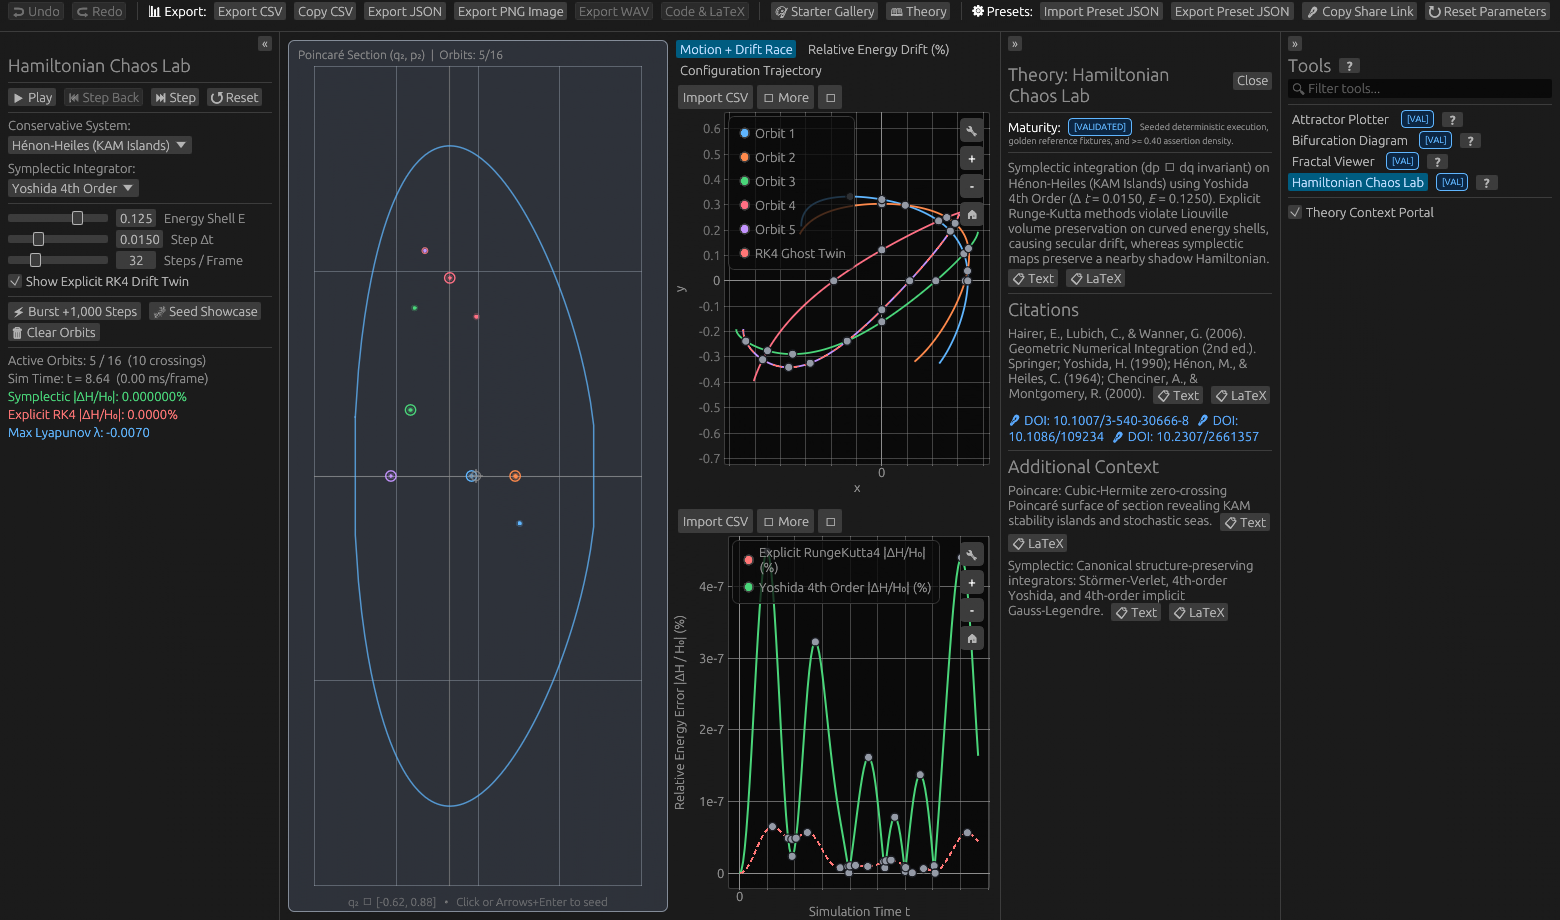 Undo
Redo
Export:
Export CSV
Copy CSV
Export JSON
Export PNG Image
Export WAV
Code & LaTeX
Starter Gallery
Theory
Presets:
Import Preset JSON
Export Preset JSON
Copy Share Link
Reset Parameters
«
Hamiltonian Chaos Lab
Play
Step Back
Step
Reset
Conservative System:
Hénon-Heiles (KAM Islands)
Symplectic Integrator:
Yoshida 4th Order
0.125 Energy Shell E
0.0150 Step Δt
32 Steps / Frame
Show Explicit RK4 Drift Twin
Burst +1,000 Steps
Seed Showcase
Clear Orbits
Active Orbits: 5 / 16 (10 crossings)
Sim Time: t = 8.64 (0.00 ms/frame)
Symplectic |ΔH/H₀|: 0.000000%
Explicit RK4 |ΔH/H₀|: 0.0000%
Max Lyapunov λ: -0.0070
Poincaré Section (q₂, p₂) | Orbits: 5/16
q₂ □ [-0.62, 0.88] • Click or Arrows+Enter to seed
Motion + Drift Race
Relative Energy Drift (%)
Configuration Trajectory
Import CSV
□ More
□
Orbit 1
Orbit 2
Orbit 3
Orbit 4
Orbit 5
RK4 Ghost Twin
+
-
0.6
0.5
0.4
0.3
0.2
0.1
0
-0.1
-0.2
-0.3
-0.4
-0.5
-0.6
-0.7
y
0
x
Import CSV
□ More
□
Explicit RungeKutta4 |ΔH/H₀|
(%)
Yoshida 4th Order |ΔH/H₀| (%)
+
-
4e-7
3e-7
2e-7
1e-7
0
Relative Energy Error |ΔH / H₀| (%)
0
Simulation Time t
»
Theory: Hamiltonian
Chaos Lab
Close
Maturity: [VALIDATED] Seeded deterministic execution,
golden reference fixtures, and >= 0.40 assertion density.
Symplectic integration (dp □ dq invariant) on
Hénon-Heiles (KAM Islands) using Yoshida
4th Order (Δ t = 0.0150, E = 0.1250). Explicit
Runge-Kutta methods violate Liouville
volume preservation on curved energy shells,
causing secular drift, whereas symplectic
maps preserve a nearby shadow Hamiltonian.
Text
LaTeX
Citations
Hairer, E., Lubich, C., & Wanner, G. (2006).
Geometric Numerical Integration (2nd ed.).
Springer; Yoshida, H. (1990); Hénon, M., &
Heiles, C. (1964); Chenciner, A., &
Montgomery, R. (2000). Text LaTeX
DOI: 10.1007/3-540-30666-8 DOI:
10.1086/109234 DOI: 10.2307/2661357
Additional Context
Poincare: Cubic-Hermite zero-crossing
Poincaré surface of section revealing KAM
stability islands and stochastic seas. Text
LaTeX
Symplectic: Canonical structure-preserving
integrators: Störmer-Verlet, 4th-order
Yoshida, and 4th-order implicit
Gauss-Legendre. Text LaTeX
»
Tools ?
Filter tools...
Attractor Plotter [VAL] ?
Bifurcation Diagram [VAL] ?
Fractal Viewer [VAL] ?
Hamiltonian Chaos Lab [VAL] ?
Theory Context Portal